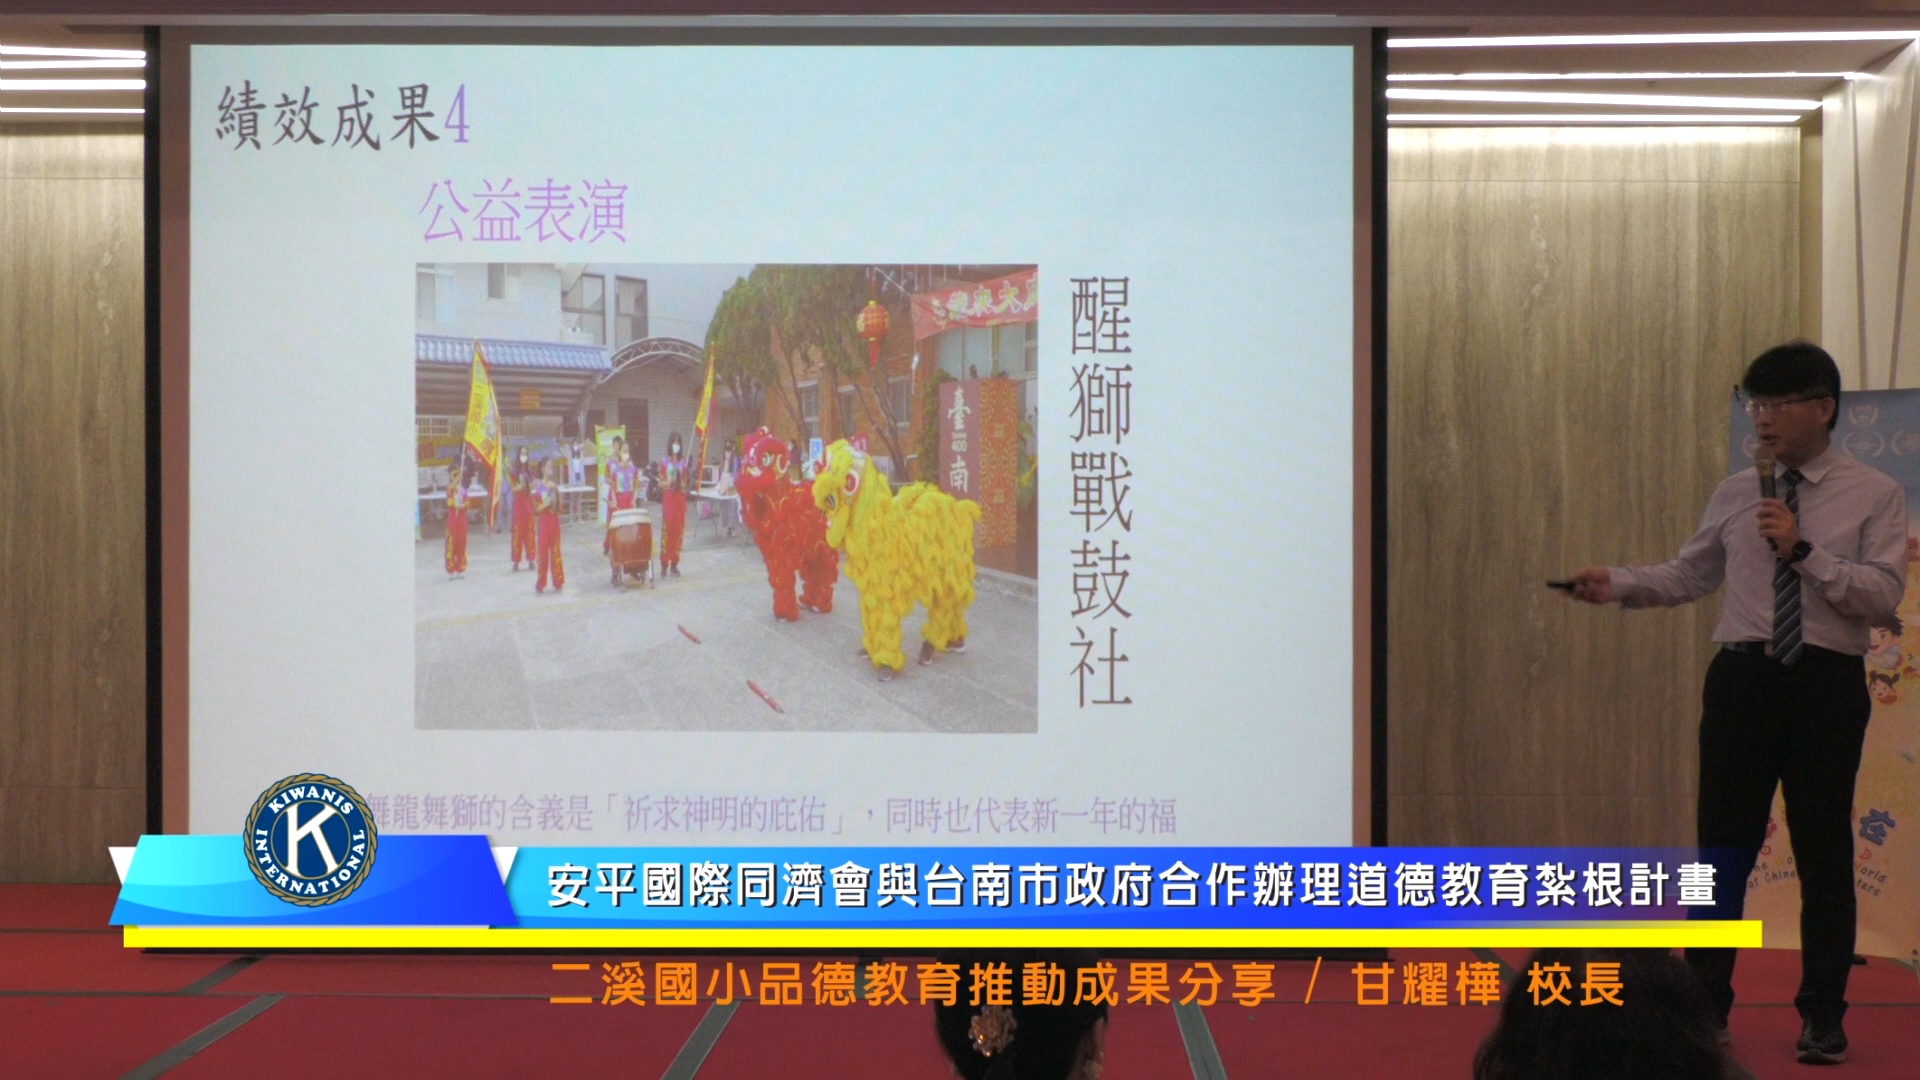 績效成果4
公益表演
醒獅戰鼓社
臺
400
南
舞龍舞獅的含義是「祈求神明的庇佑」，同時也代表新一年的福
KIWANIS
K
INTERNATIONAL
安平國際同濟會與台南市政府合作辦理道德教育紮根計畫
二溪國小品德教育推動成果分享 / 甘耀樺 校長
在